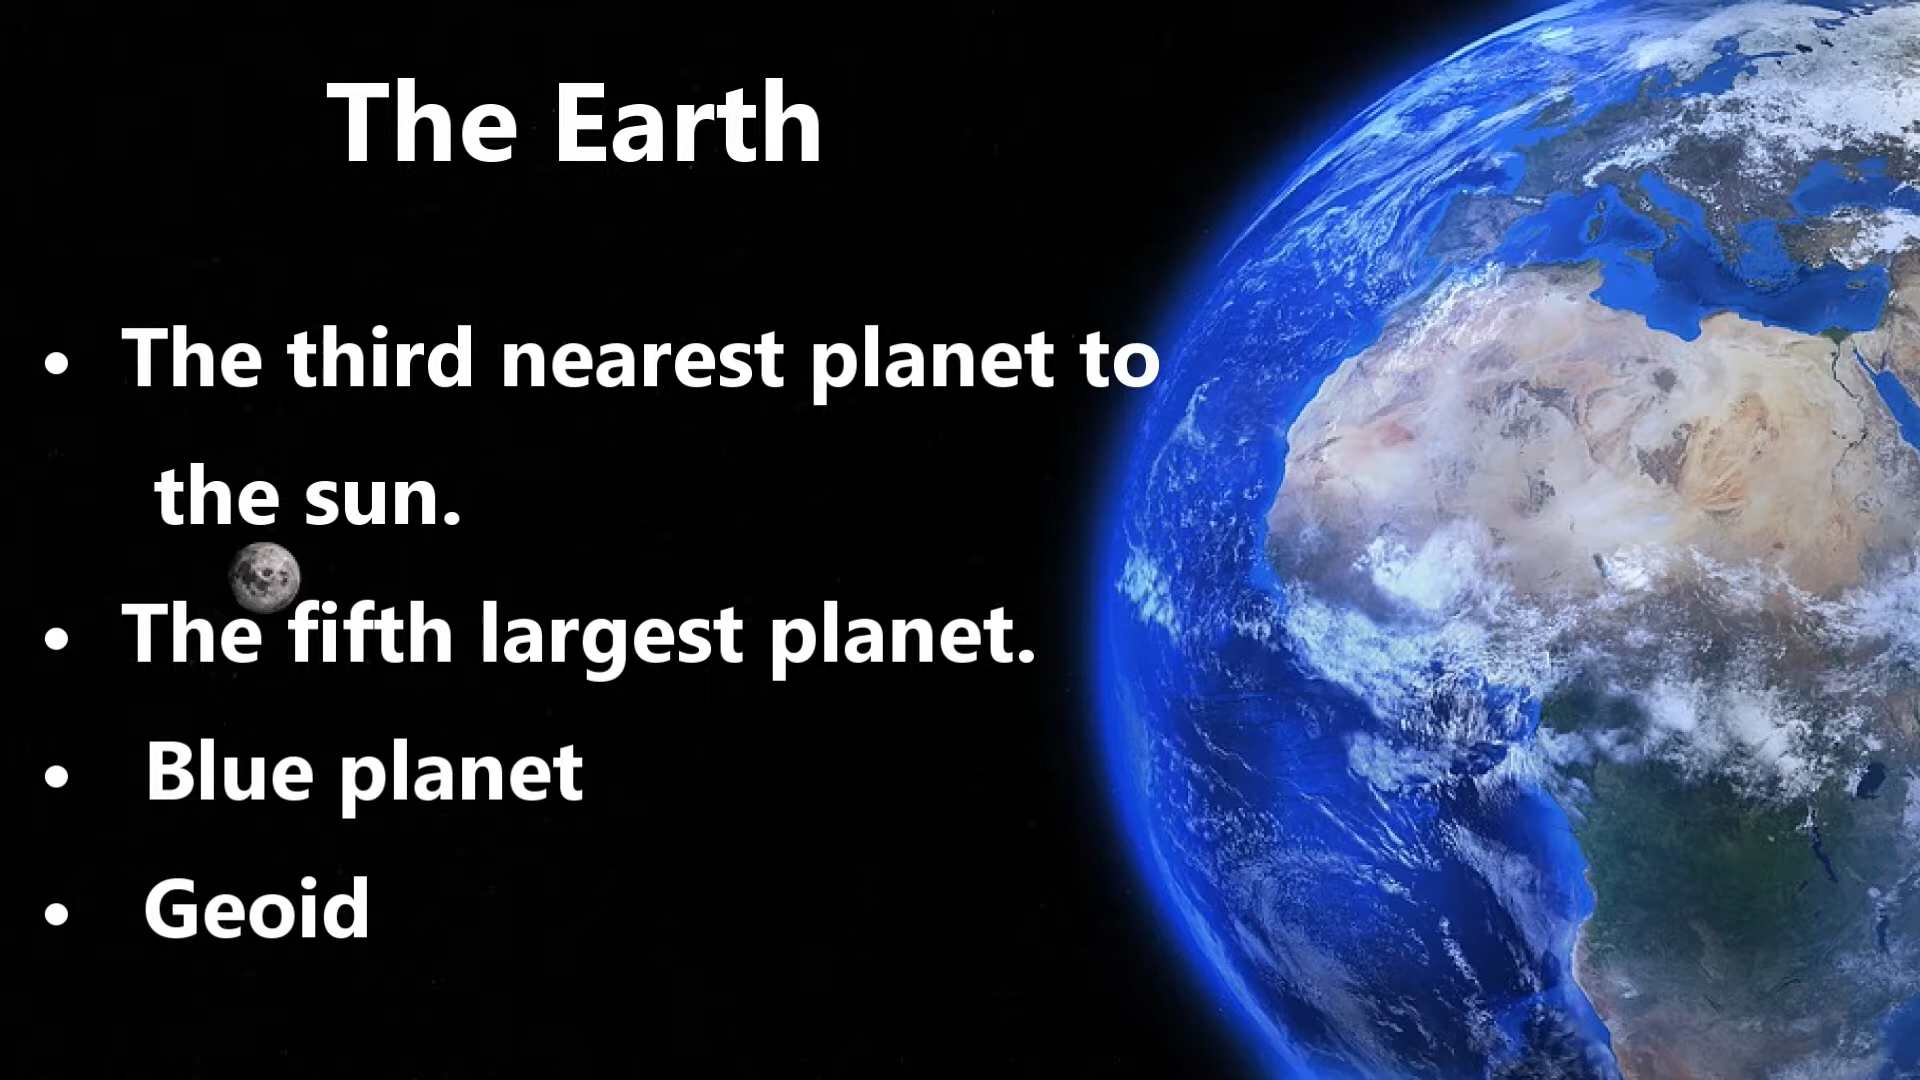 The Earth
• The third nearest planet to
the sun.
• The fifth largest planet.
• Blue planet
• Geoid